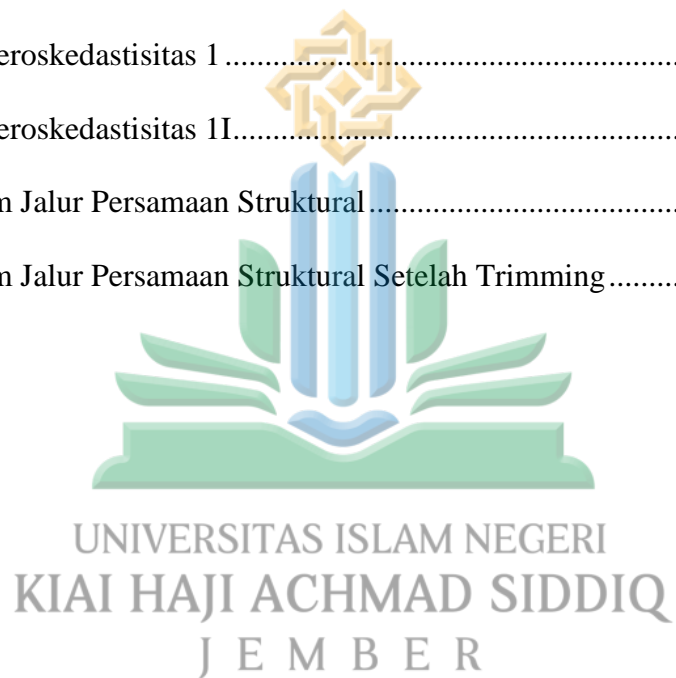 eroskedastisitas 1 ........................................................
eroskedastisitas 1I.......................................................
m Jalur Persamaan Struktural .......................................
m Jalur Persamaan Struktural Setelah Trimming .........
UNIVERSITAS ISLAM NEGERI
KIAI HAJI ACHMAD SIDDIQ
JEMBER